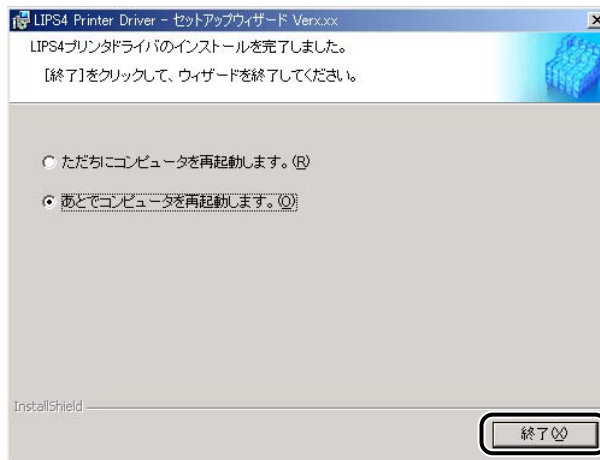 LIPS4 Printer Driver - セットアップウィザード Verx.xx
LIPS4プリンタドライバのインストールを完了しました。
[終了]をクリックして、ウィザードを終了してください。
ただちにコンピュータを再起動します。(R)
あとでコンピュータを再起動します。(O)
InstallShield
終了(X)